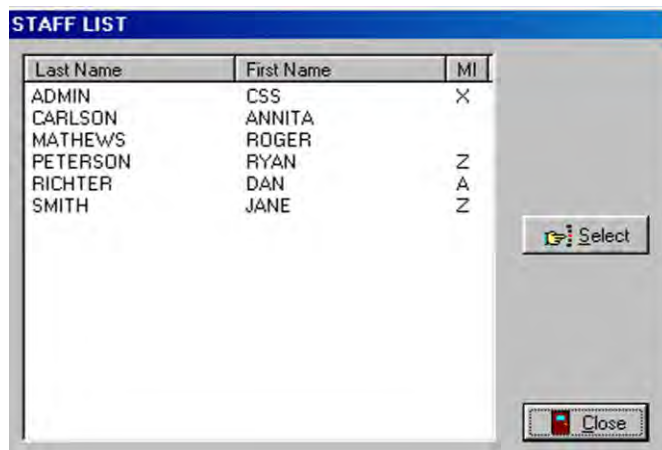 STAFF LIST
Last Name First Name MI
ADMIN CSS X
CARLSON ANNITA
MATHEWS ROGER
PETERSON RYAN Z
RICHTER DAN A
SMITH JANE Z
Select
Close